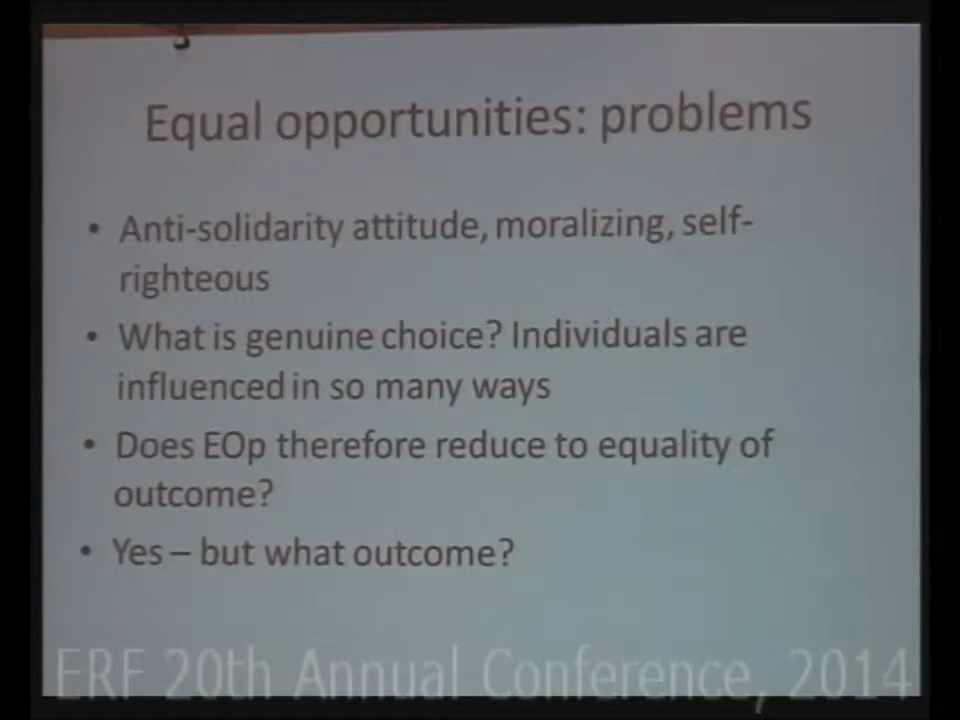 Equal opportunities: problems
• Anti-solidarity attitude, moralizing, self-
righteous
• What is genuine choice? Individuals are
influenced in so many ways
• Does EOp therefore reduce to equality of
outcome?
• Yes – but what outcome?
ERF 20th Annual Conference, 2014